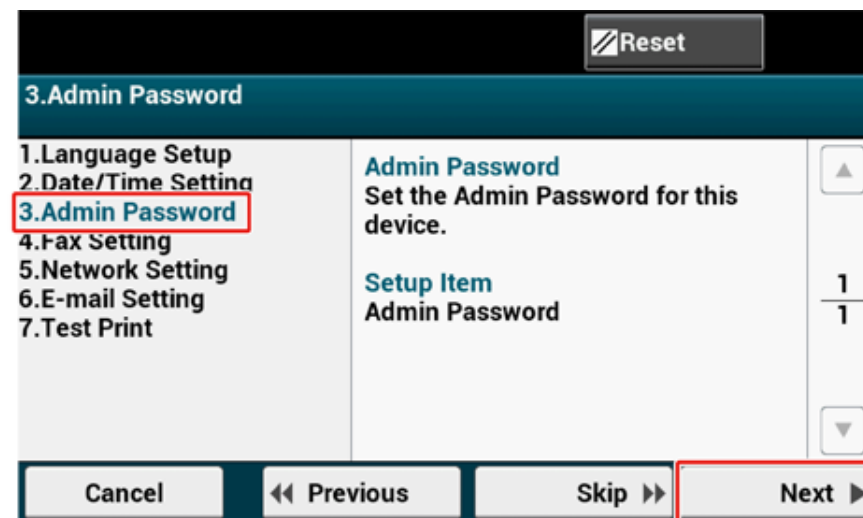 Reset
3.Admin Password
1.Language Setup
2.Date/Time Setting
3.Admin Password
4.Fax Setting
5.Network Setting
6.E-mail Setting
7.Test Print
Admin Password
Set the Admin Password for this
device.
Setup Item
Admin Password
1
1
Cancel
Previous
Skip
Next